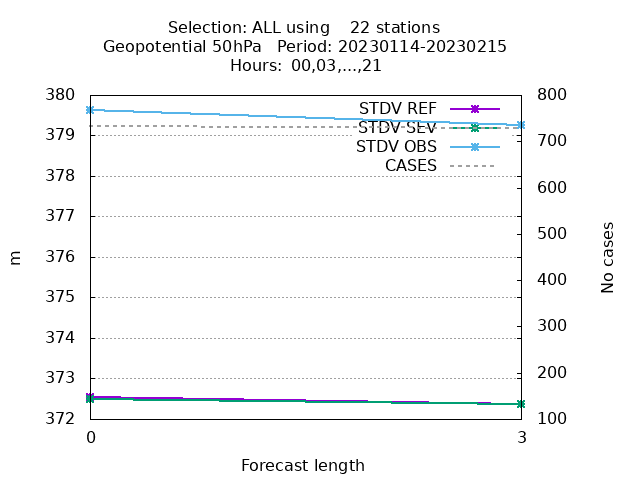 Selection: ALL using    22 stations
Geopotential 50hPa   Period: 20230114-20230215
Hours:  00,03,...,21
380
379
378
377
376
375
374
373
372
800
700
600
500
400
300
200
100
STDV REF
STDV SEV
STDV OBS
CASES
m
No cases
0
3
Forecast length